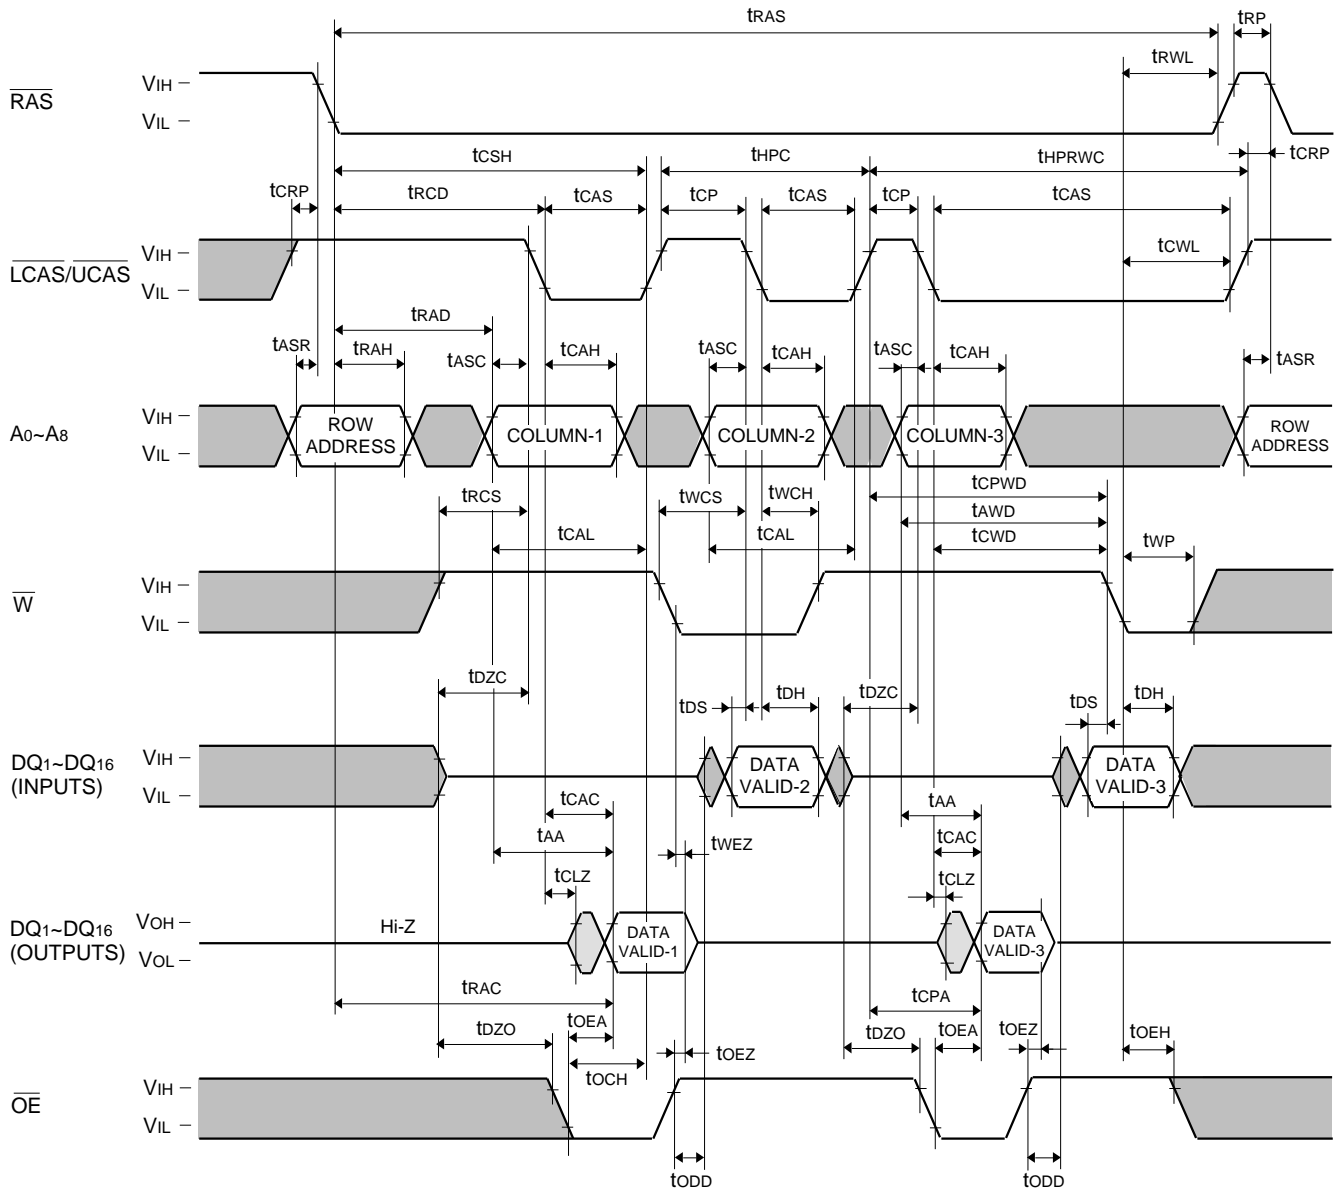 tRAS
tRP
tRWL
RAS
VIH –
VIL –
tCRP
tCSH
tHPC
tHPRWC
tCRP
tRCD
tCAS
tCP
tCAS
tCP
tCAS
LCAS/UCAS
VIH –
VIL –
tCWL
tRAD
tASR
tRAH
tASC
tCAH
tASC
tCAH
tASC
tCAH
tASR
A0~A8
VIH –
VIL –
ROW
ADDRESS
COLUMN-1
COLUMN-2
COLUMN-3
ROW
ADDRESS
tCPWD
tRCS
tWCS
tWCH
tAWD
tCAL
tCAL
tCWD
tWP
W
VIH –
VIL –
tDZC
tDS
tDH
tDZC
tDS
tDH
DQ1~DQ16
(INPUTS)
VIH –
VIL –
DATA
VALID-2
DATA
VALID-3
tCAC
tAA
tAA
tWEZ
tCAC
tCLZ
tCLZ
DQ1~DQ16
(OUTPUTS)
VOH –
VOL –
Hi-Z
DATA
VALID-1
DATA
VALID-3
tRAC
tCPA
tDZO
tOEA
tOEZ
tDZO
tOEA
tOEZ
tOEH
tOCH
OE
VIH –
VIL –
tODD
tODD